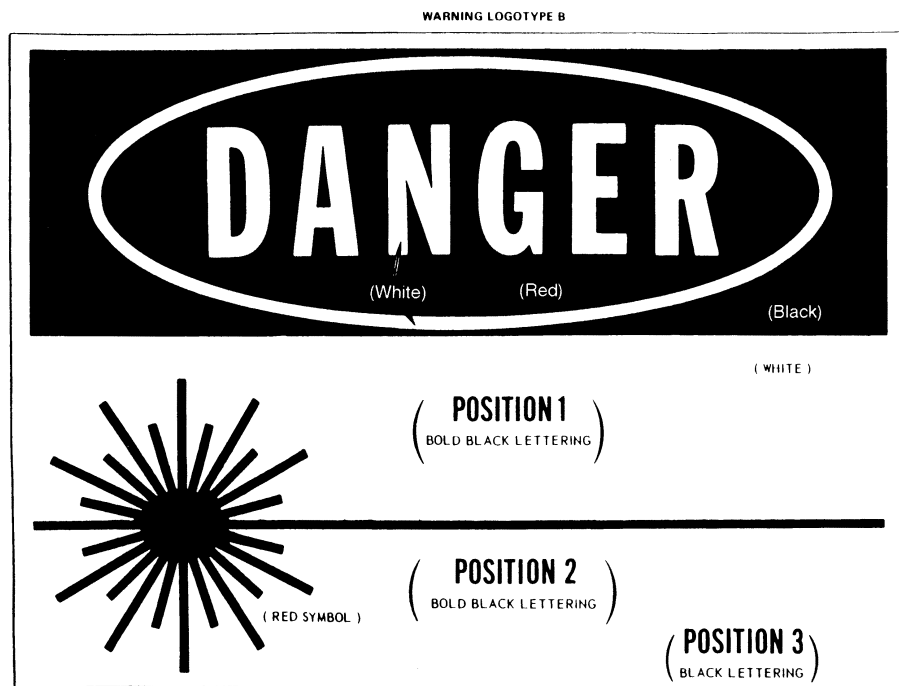 WARNING LOGOTYPE B
DANGER
(White)
(Red)
(Black)
( WHITE )
( POSITION 1
BOLD BLACK LETTERING )
( POSITION 2
BOLD BLACK LETTERING )
( RED SYMBOL )
( POSITION 3
BLACK LETTERING )